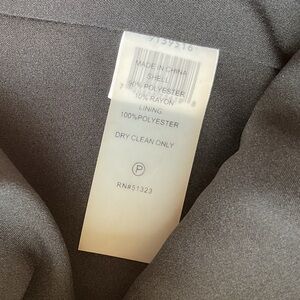 MADE IN CHINA
SHELL
90% POLYESTER
10% RAYON
LINING
100%POLYESTER
DRY CLEAN ONLY
P
RN#51323